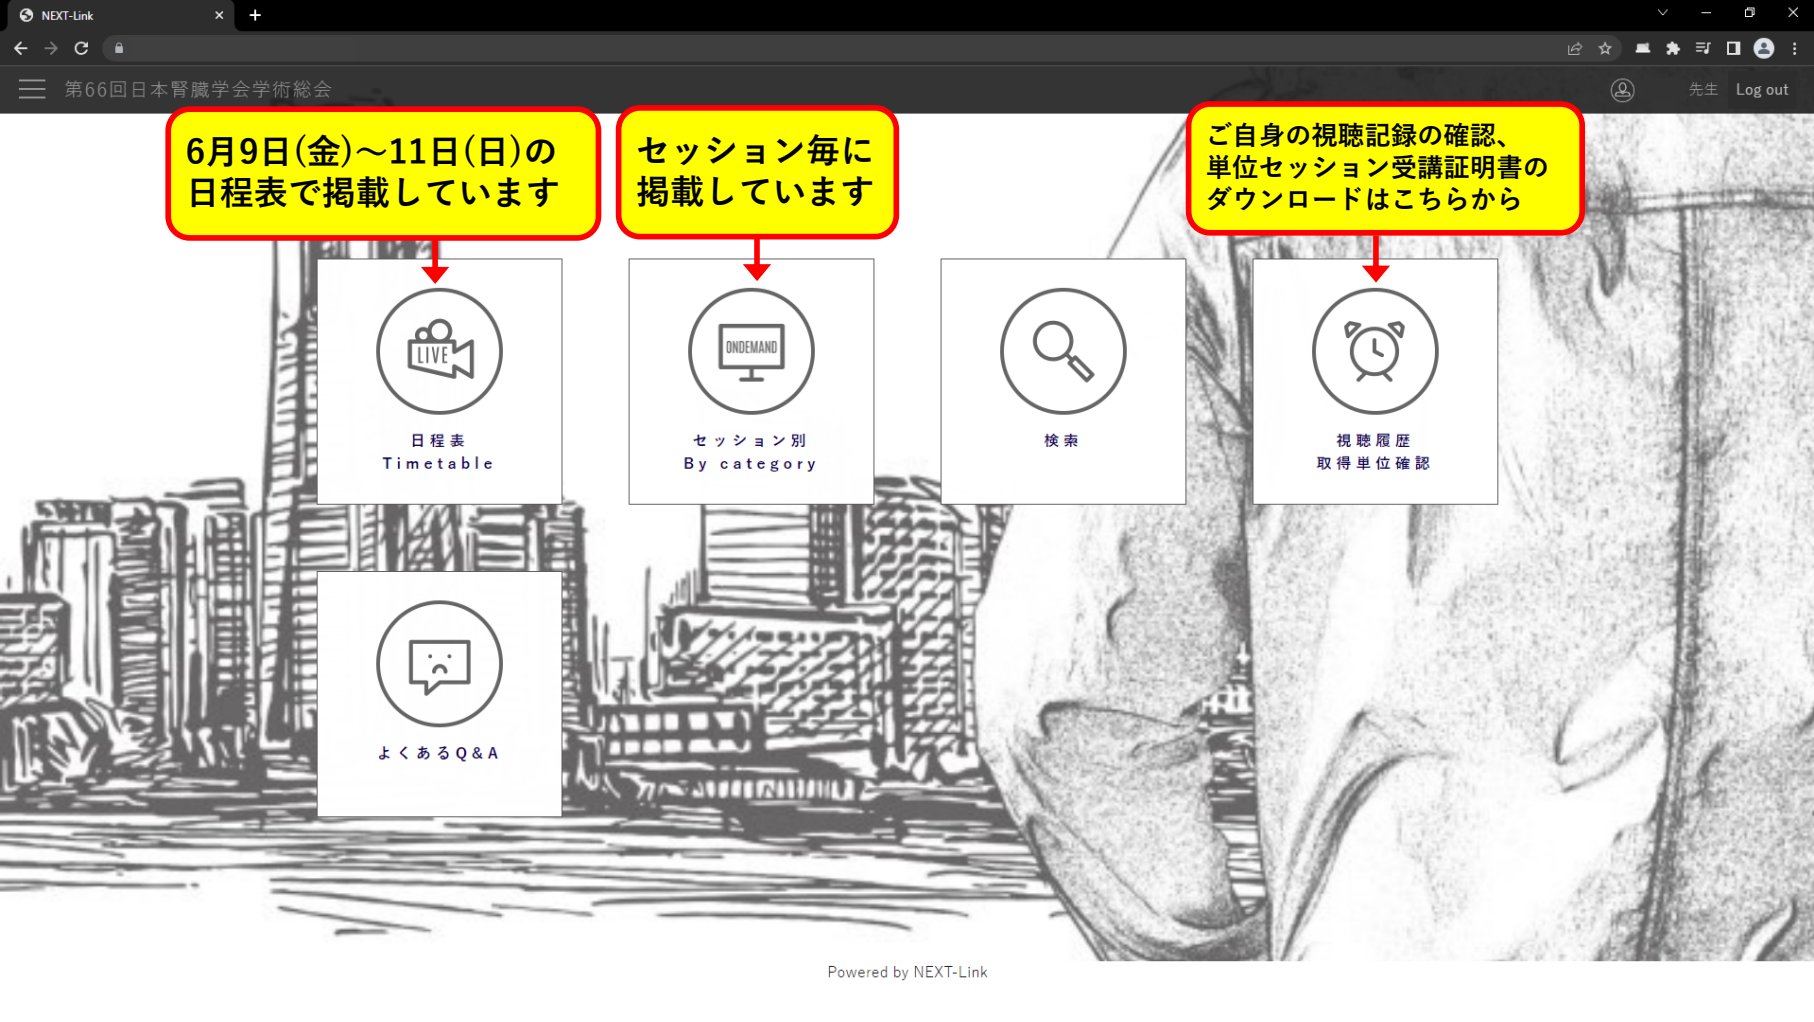 NEXT-Link
第66回日本腎臓学会学術総会
先生 Log out
6月9日(金)～11日(日)の
日程表で掲載しています
セッション毎に
掲載しています
ご自身の視聴記録の確認、
単位セッション受講証明書の
ダウンロードはこちらから
LIVE
日程表
Timetable
ONDEMAND
セッション別
By category
検索
視聴履歴
取得単位確認
よくあるQ&A
Powered by NEXT-Link